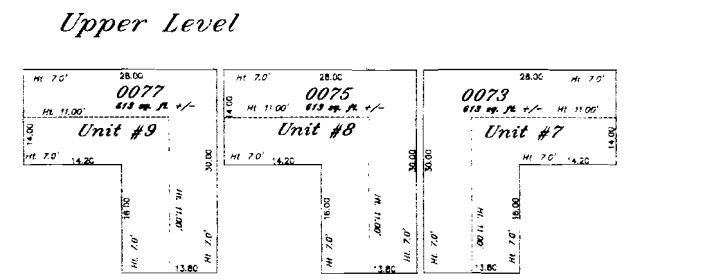 Upper Level
Ht 7.0' 28.00
0077
613 sq. ft. +/-
Ht 11.00'
Unit #9
14.00
Ht 7.0' 14.20
30.00
16.00
Ht. 11.00'
Ht 7.0'
Ht 7.0'
13.80
Ht 7.0' 28.00
0075
14.00
Ht 11.00' 613 sq. ft. +/-
Unit #8
Ht 7.0' 14.20
30.00
16.00
Ht. 11.00'
Ht 7.0'
Ht 7.0'
13.80
28.00 Ht 7.0'
0073
613 sq. ft. +/- Ht 11.00'
Unit #7
14.00
Ht 7.0' 14.20
30.00
16.00
Ht. 11.00
Ht 7.0'
Ht 7.0'
13.80